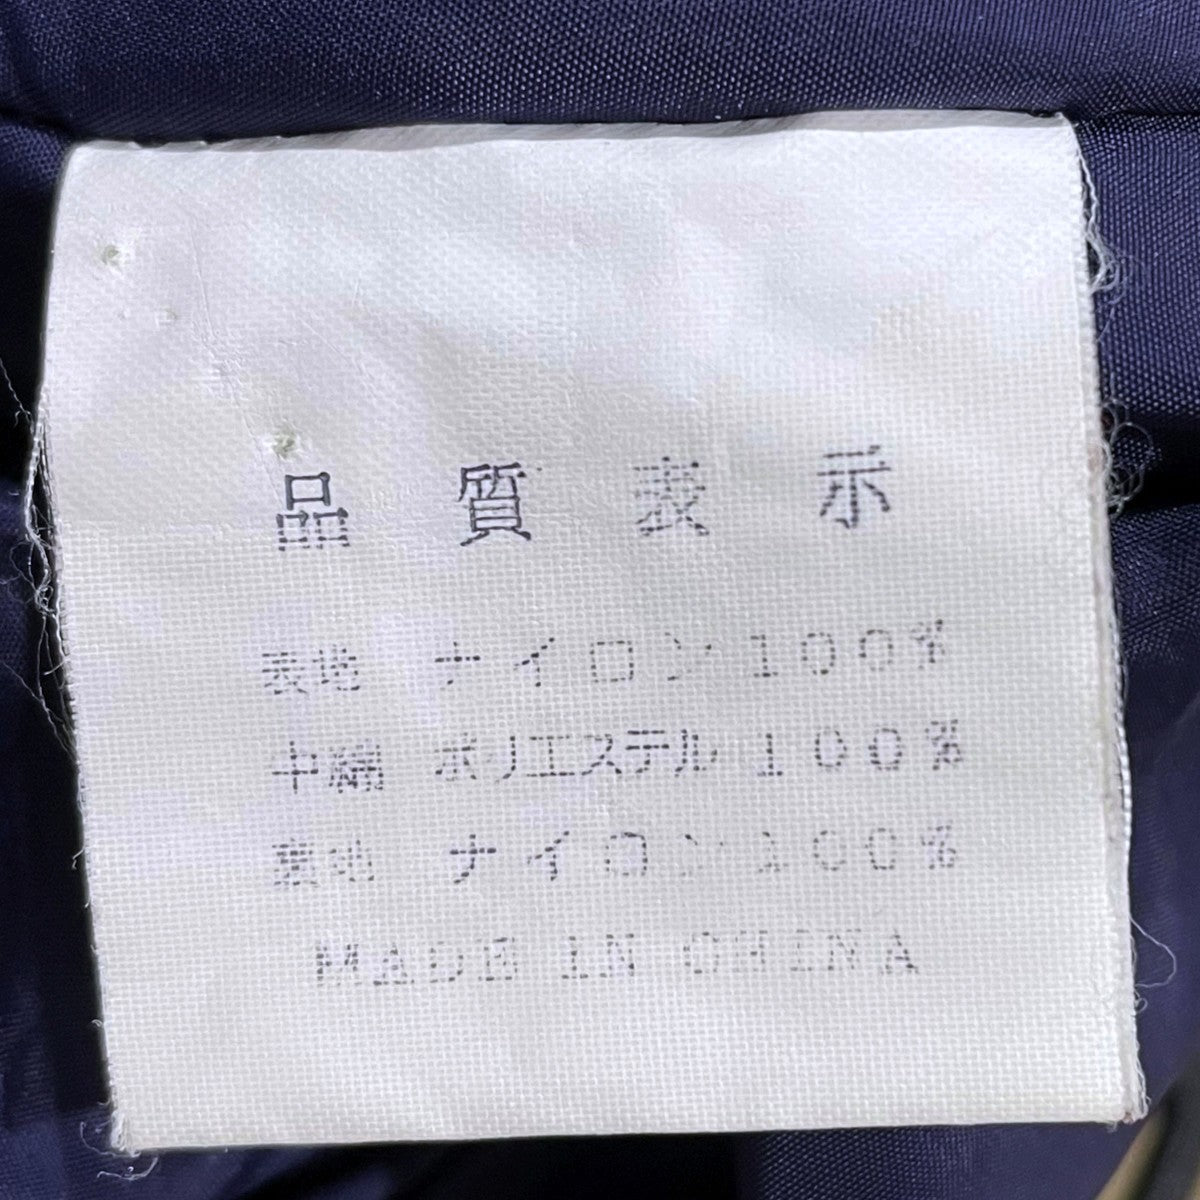 品質表示
表地 ナイロン100%
中綿 ポリエステル100%
裏地 ナイロン100%
MADE IN CHINA